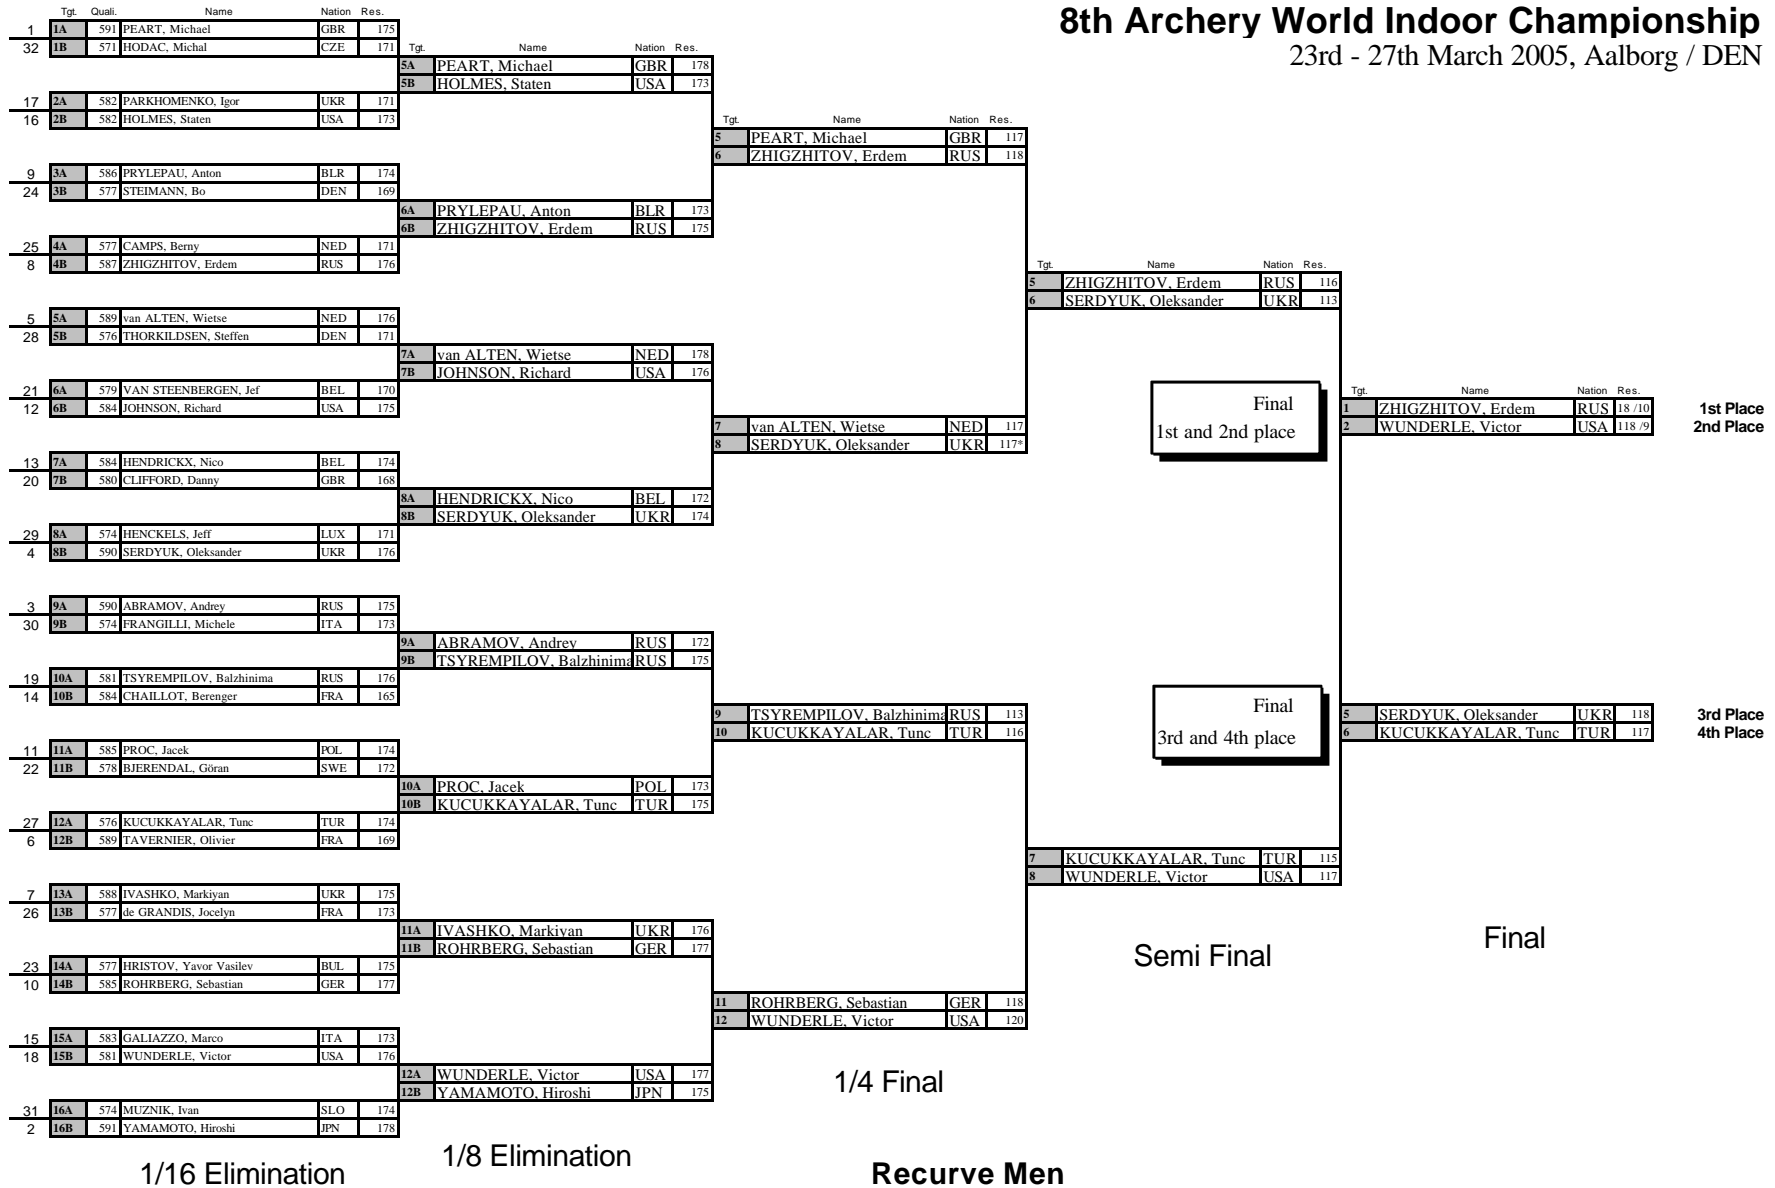 8th Archery World Indoor Championship
23rd - 27th March 2005, Aalborg / DEN
Tgt. Quali. Name Nation Res.
1 1A 591 PEART, Michael GBR 175
32 1B 571 HODAC, Michal CZE 171
17 2A 582 PARKHOMENKO, Igor UKR 171
16 2B 582 HOLMES, Staten USA 173
9 3A 586 PRYLEPAU, Anton BLR 174
24 3B 577 STEIMANN, Bo DEN 169
25 4A 577 CAMPS, Berny NED 171
8 4B 587 ZHIGZHITOV, Erdem RUS 176
5 5A 589 van ALTEN, Wietse NED 176
28 5B 576 THORKILDSEN, Steffen DEN 171
21 6A 579 VAN STEENBERGEN, Jef BEL 170
12 6B 584 JOHNSON, Richard USA 175
13 7A 584 HENDRICKX, Nico BEL 174
20 7B 580 CLIFFORD, Danny GBR 168
29 8A 574 HENCKELS, Jeff LUX 171
4 8B 590 SERDYUK, Oleksander UKR 176
3 9A 590 ABRAMOV, Andrey RUS 175
30 9B 574 FRANGILLI, Michele ITA 173
19 10A 581 TSYREMPILOV, Balzhinima RUS 176
14 10B 584 CHAILLOT, Berenger FRA 165
11 11A 585 PROC, Jacek POL 174
22 11B 578 BJERENDAL, Göran SWE 172
27 12A 576 KUCUKKAYALAR, Tunc TUR 174
6 12B 589 TAVERNIER, Olivier FRA 169
7 13A 588 IVASHKO, Markiyan UKR 175
26 13B 577 de GRANDIS, Jocelyn FRA 173
23 14A 577 HRISTOV, Yavor Vasilev BUL 175
10 14B 585 ROHRBERG, Sebastian GER 177
15 15A 583 GALIAZZO, Marco ITA 173
18 15B 581 WUNDERLE, Victor USA 176
31 16A 574 MUZNIK, Ivan SLO 174
2 16B 591 YAMAMOTO, Hiroshi JPN 178
1/16 Elimination
Tgt. Name Nation Res.
5A PEART, Michael GBR 178
5B HOLMES, Staten USA 173
6A PRYLEPAU, Anton BLR 173
6B ZHIGZHITOV, Erdem RUS 175
7A van ALTEN, Wietse NED 178
7B JOHNSON, Richard USA 176
8A HENDRICKX, Nico BEL 172
8B SERDYUK, Oleksander UKR 174
9A ABRAMOV, Andrey RUS 172
9B TSYREMPILOV, Balzhinima RUS 175
10A PROC, Jacek POL 173
10B KUCUKKAYALAR, Tunc TUR 175
11A IVASHKO, Markiyan UKR 176
11B ROHRBERG, Sebastian GER 177
12A WUNDERLE, Victor USA 177
12B YAMAMOTO, Hiroshi JPN 175
1/8 Elimination
Tgt. Name Nation Res.
5 PEART, Michael GBR 117
6 ZHIGZHITOV, Erdem RUS 118
7 van ALTEN, Wietse NED 117
8 SERDYUK, Oleksander UKR 117*
9 TSYREMPILOV, Balzhinima RUS 113
10 KUCUKKAYALAR, Tunc TUR 116
11 ROHRBERG, Sebastian GER 118
12 WUNDERLE, Victor USA 120
1/4 Final
Tgt. Name Nation Res.
5 ZHIGZHITOV, Erdem RUS 116
6 SERDYUK, Oleksander UKR 113
7 KUCUKKAYALAR, Tunc TUR 115
8 WUNDERLE, Victor USA 117
Semi Final
Final
1st and 2nd place
Tgt. Name Nation Res.
1 ZHIGZHITOV, Erdem RUS 18 /10 1st Place
2 WUNDERLE, Victor USA 118 /9 2nd Place
Final
3rd and 4th place
5 SERDYUK, Oleksander UKR 118 3rd Place
6 KUCUKKAYALAR, Tunc TUR 117 4th Place
Final
Recurve Men